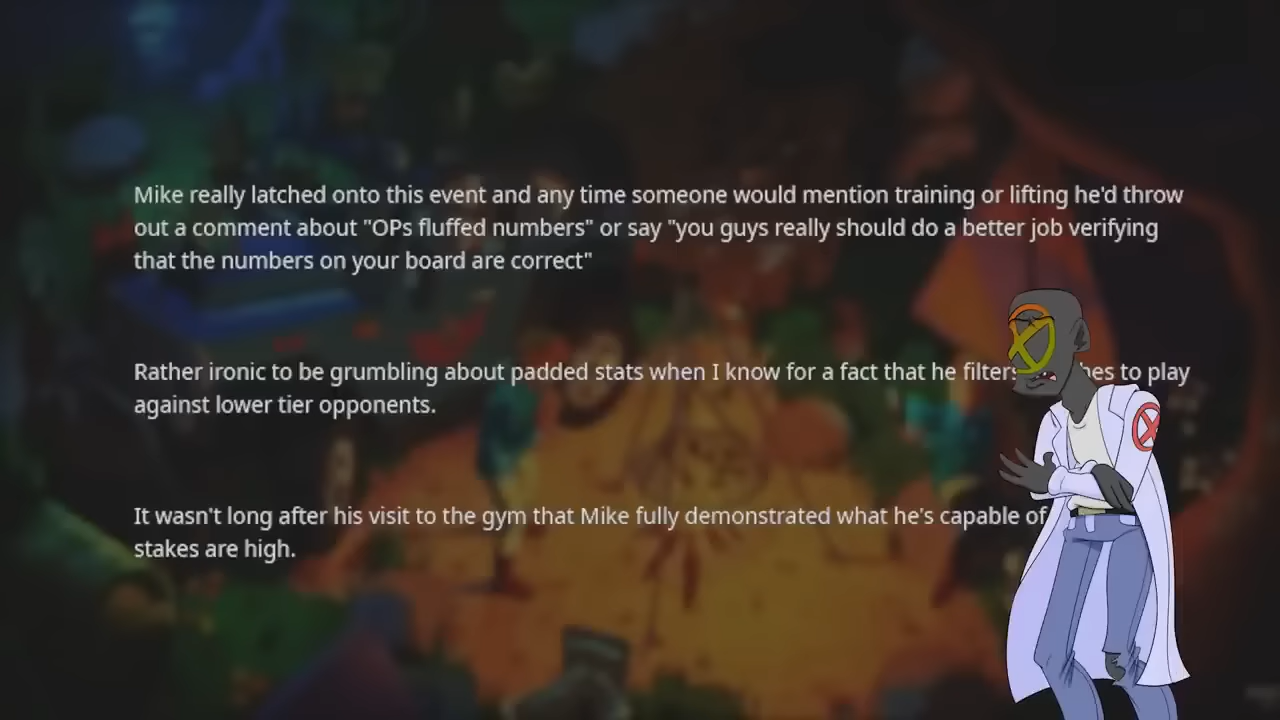 Mike really latched onto this event and any time someone would mention training or lifting he'd throw
out a comment about "OPs fluffed numbers" or say "you guys really should do a better job verifying
that the numbers on your board are correct"
Rather ironic to be grumbling about padded stats when I know for a fact that he filters to play
against lower tier opponents.
It wasn't long after his visit to the gym that Mike fully demonstrated what he's capable of
stakes are high.